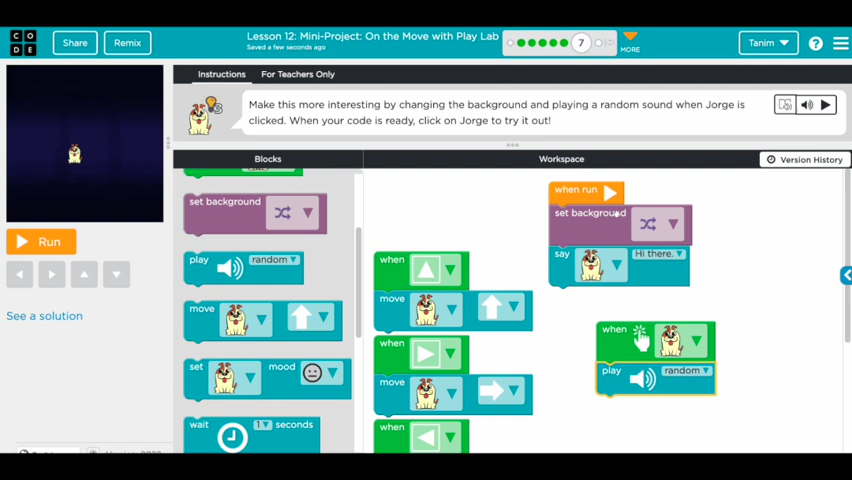 CO
DE
Share
Remix
Lesson 12: Mini-Project: On the Move with Play Lab
Saved a few seconds ago
7
MORE
Tanim
?
Instructions
For Teachers Only
Make this more interesting by changing the background and playing a random sound when Jorge is
clicked. When your code is ready, click on Jorge to try it out!
Blocks
Workspace
Version History
Run
See a solution
set background
play random
move
set mood
wait 1 seconds
when
move
when
move
when
when run
set background
say Hi there.
when
play random